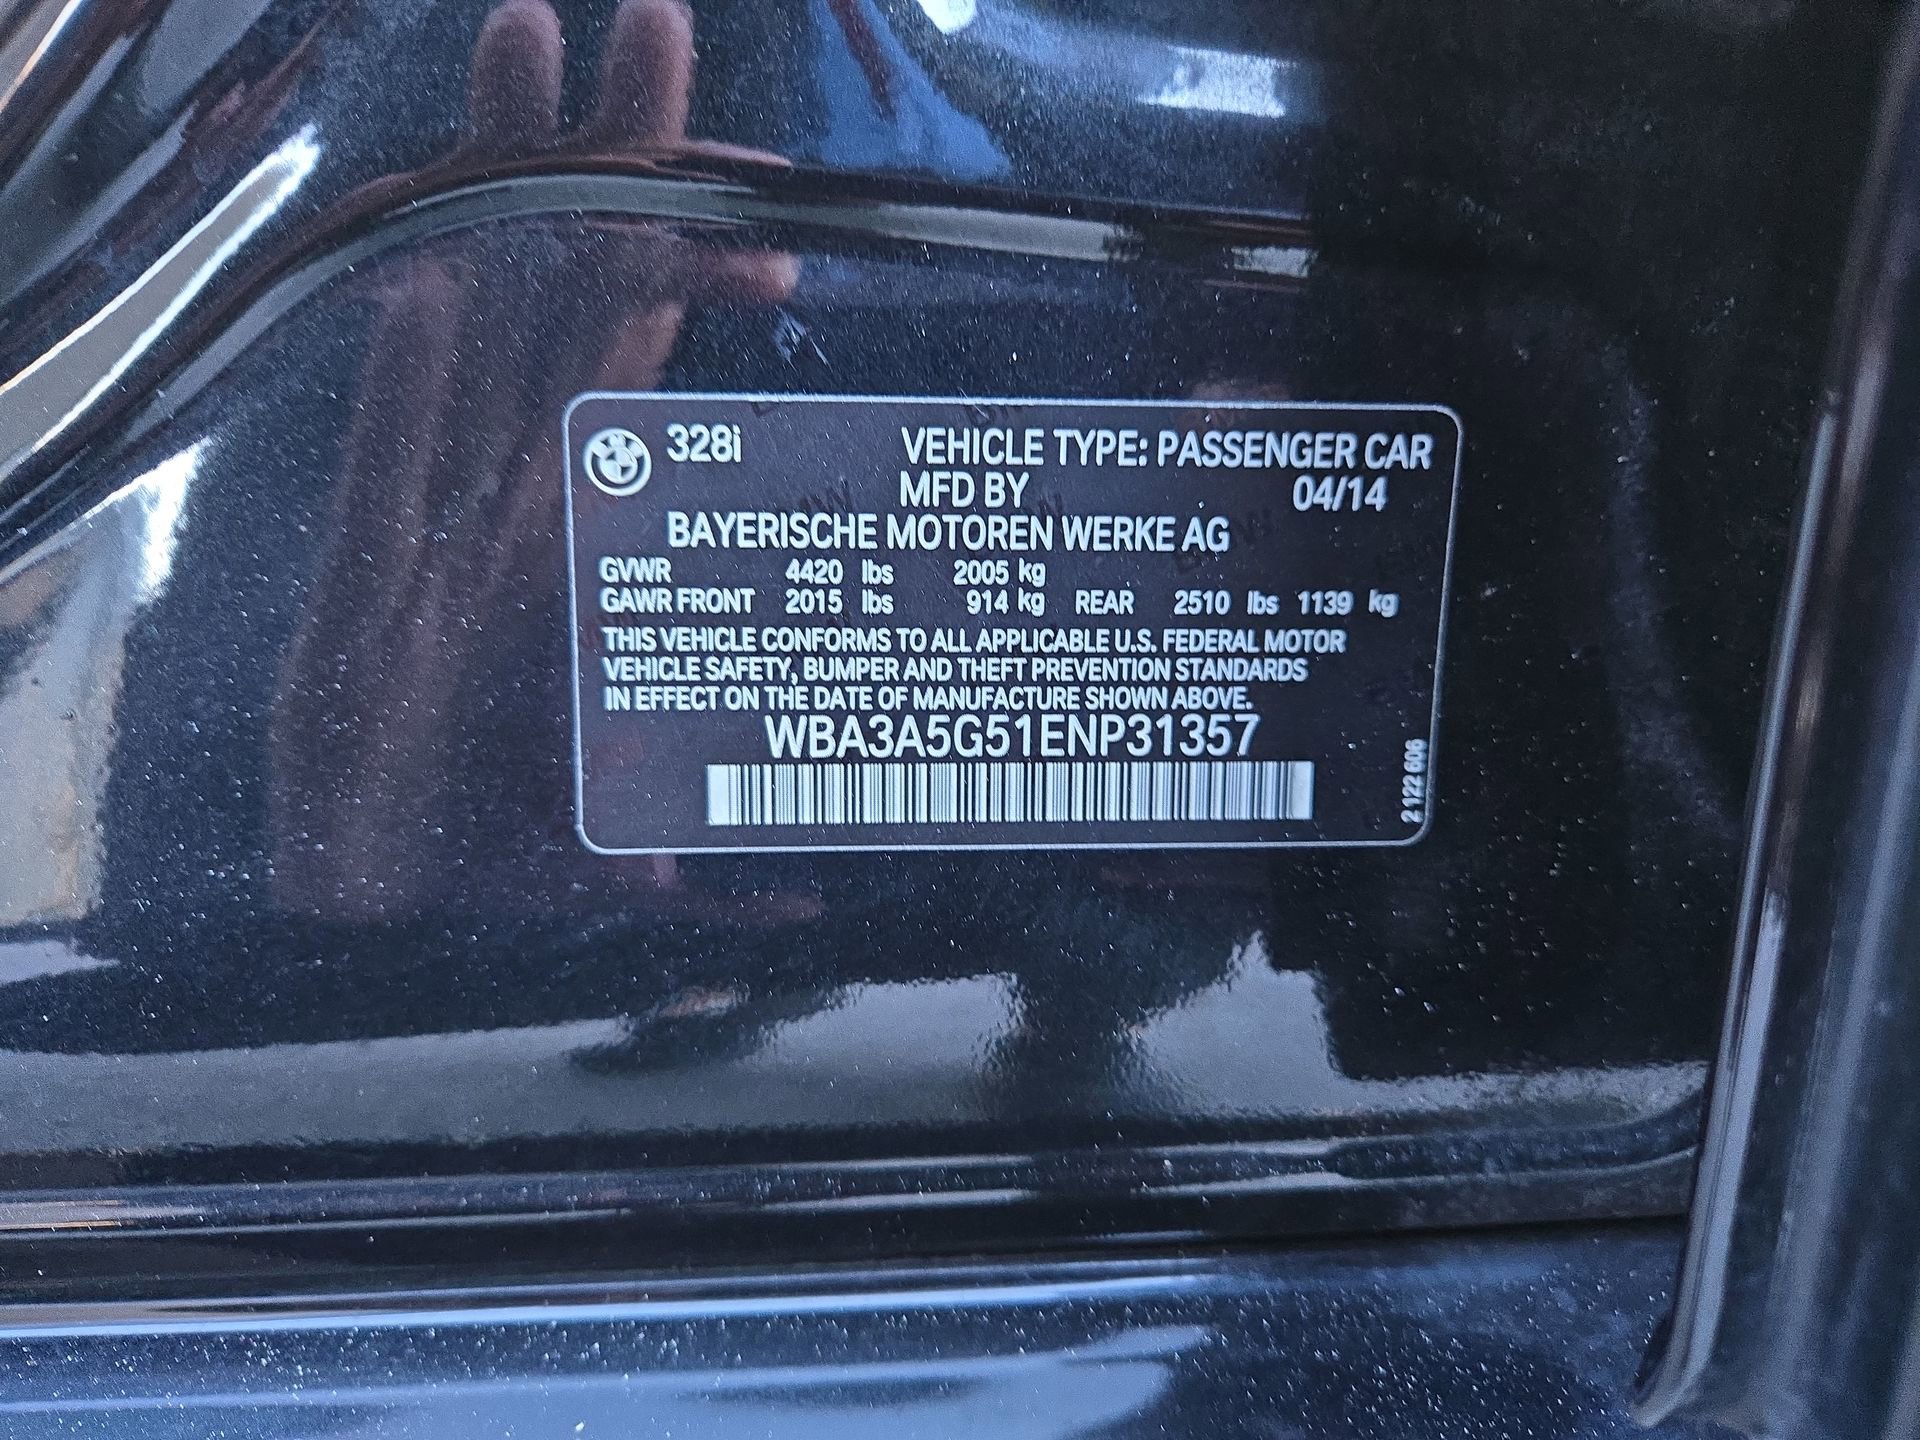 328i VEHICLE TYPE: PASSENGER CAR
MFD BY 04/14
BAYERISCHE MOTOREN WERKE AG
GVWR 4420 lbs 2005 kg
GAWR FRONT 2015 lbs 914 kg REAR 2510 lbs 1139 kg
THIS VEHICLE CONFORMS TO ALL APPLICABLE U.S. FEDERAL MOTOR
VEHICLE SAFETY, BUMPER AND THEFT PREVENTION STANDARDS
IN EFFECT ON THE DATE OF MANUFACTURE SHOWN ABOVE.
WBA3A5G51ENP31357
2 122 606